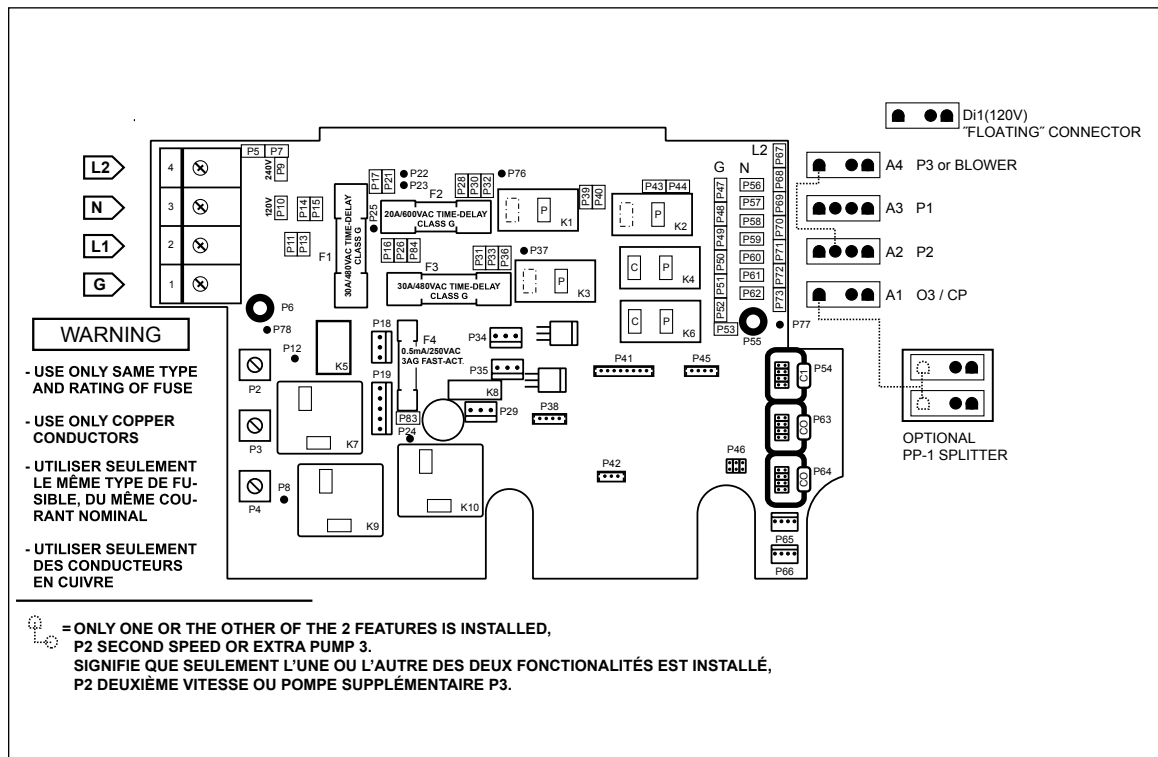 L2
N
L1
G
4
3
2
1
P5 P7
240V P9
120V P10
P11 P13
P14 P15
P17 P21
P22
P23
P25
F1
30A/480VAC TIME-DELAY
F2
20A/600VAC TIME-DELAY
CLASS G
P28 P30 P32
P76
P16 P26 P84
P31 P33 P36
F3
30A/480VAC TIME-DELAY
CLASS G
P37
P K1
P39 P40
P43 P44
P K2
P K3
C P K4
C P K6
G N L2
P47
P48
P49
P50
P51
P52
P53
P56
P57
P58
P59
P60
P61
P62
P67
P68
P69
P70
P71
P72
P73
P55
P77
Di1(120V)
"FLOATING" CONNECTOR
A4 P3 or BLOWER
A3 P1
A2 P2
A1 O3 / CP
OPTIONAL
PP-1 SPLITTER
P6
P78
P12
K5
P18
P19
F4
0.5mA/250VAC
3AG FAST-ACT.
P83
P24
P34
P35
K8
P29
P38
P41
P45
P42
P46
C1 P54
CO P63
CO P64
P65
P66
P2
P3
P4
P8
K7
K9
K10
WARNING
- USE ONLY SAME TYPE
AND RATING OF FUSE
- USE ONLY COPPER
CONDUCTORS
- UTILISER SEULEMENT
LE MÊME TYPE DE FU-
SIBLE, DU MÊME COU-
RANT NOMINAL
- UTILISER SEULEMENT
DES CONDUCTEURS
EN CUIVRE
= ONLY ONE OR THE OTHER OF THE 2 FEATURES IS INSTALLED,
P2 SECOND SPEED OR EXTRA PUMP 3.
SIGNIFIE QUE SEULEMENT L'UNE OU L'AUTRE DES DEUX FONCTIONALITÉS EST INSTALLÉ,
P2 DEUXIÈME VITESSE OU POMPE SUPPLÉMENTAIRE P3.